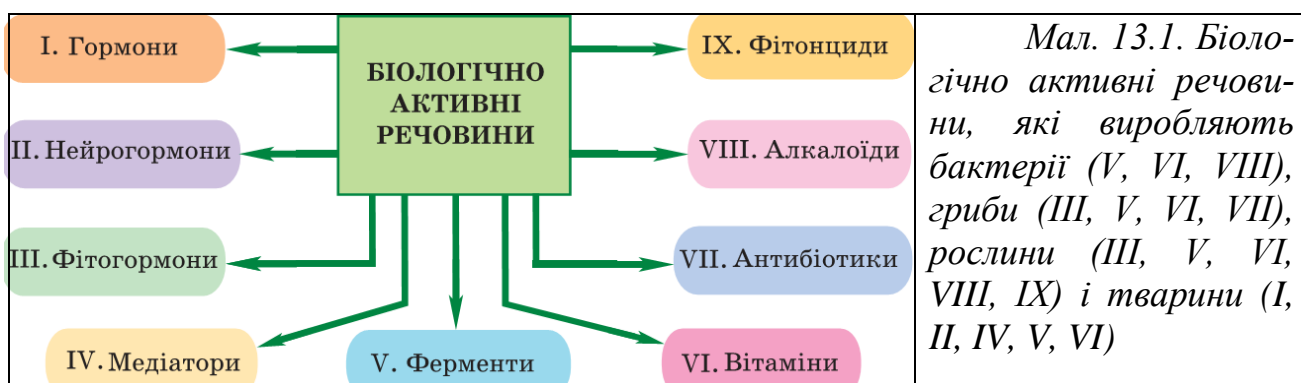 БІОЛОГІЧНО
АКТИВНІ
РЕЧОВИНИ
I. Гормони
II. Нейрогормони
III. Фітогормони
IV. Медіатори
V. Ферменти
VI. Вітаміни
VII. Антибіотики
VIII. Алкалоїди
IX. Фітонциди
Мал. 13.1. Біоло-
гічно активні речови-
ни, які виробляють
бактерії (V, VI, VIII),
гриби (III, V, VI, VII),
рослини (III, V, VI,
VIII, IX) і тварини (I,
II, IV, V, VI)